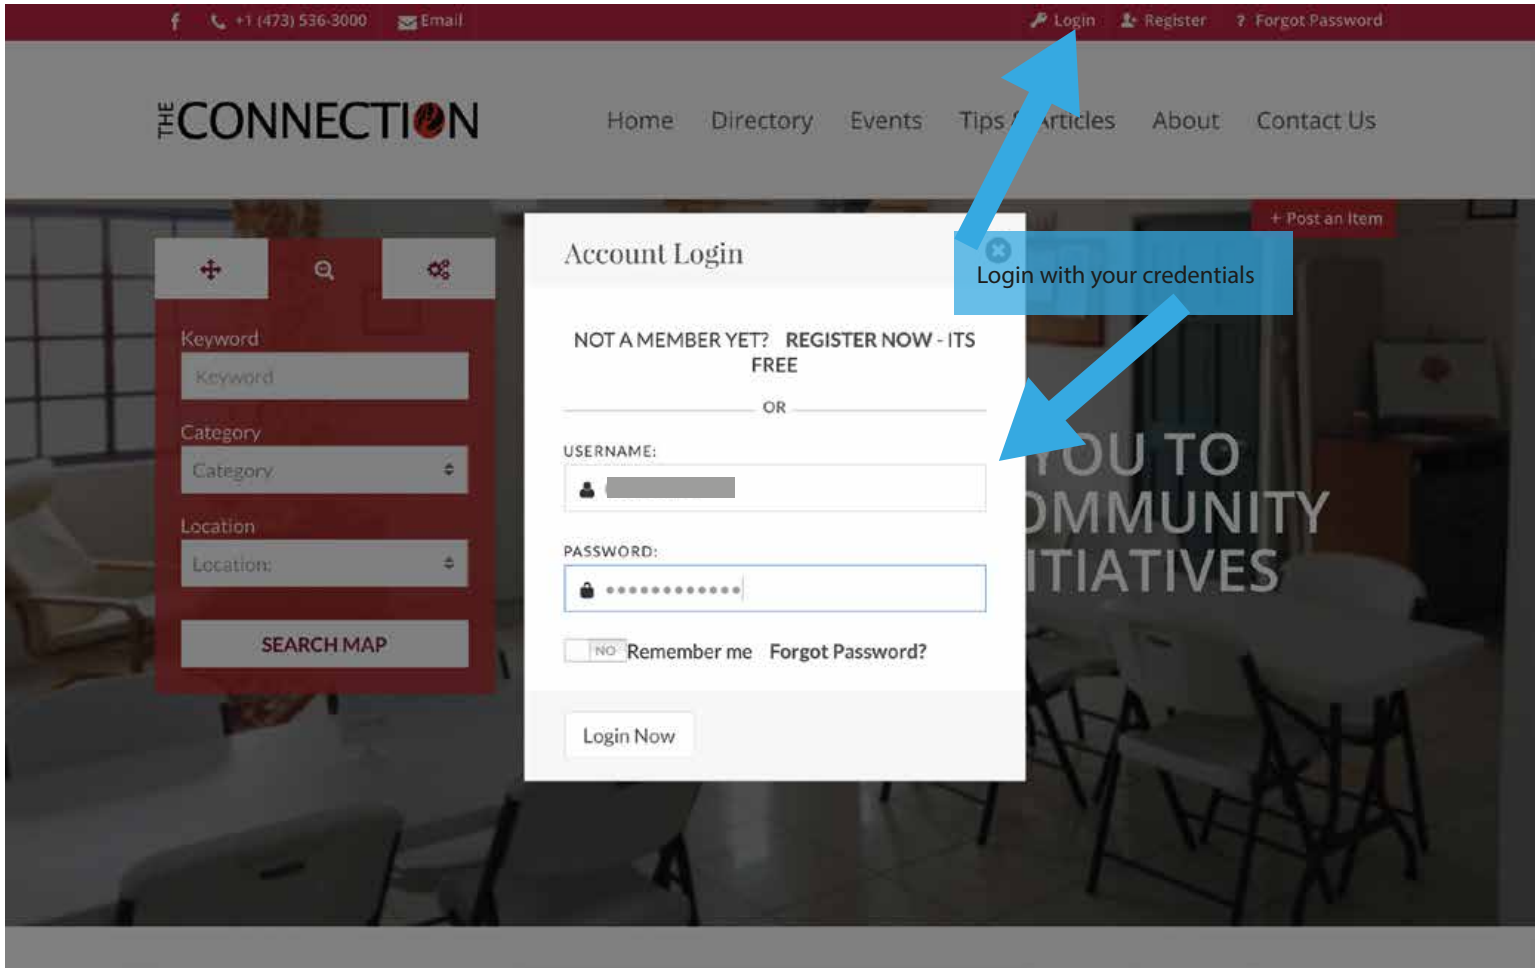 f +1 (473) 536-3000 Email
Login Register ? Forgot Password
THE CONNECTION
Home Directory Events Tips & Articles About Contact Us
+ Post an Item
Account Login
Login with your credentials
NOT A MEMBER YET? REGISTER NOW - ITS
FREE
OR
USERNAME:
PASSWORD:
NO Remember me Forgot Password?
Login Now
Keyword
Keyword
Category
Category
Location
Location:
SEARCH MAP
YOU TO
OMMUNITY
ITIATIVES